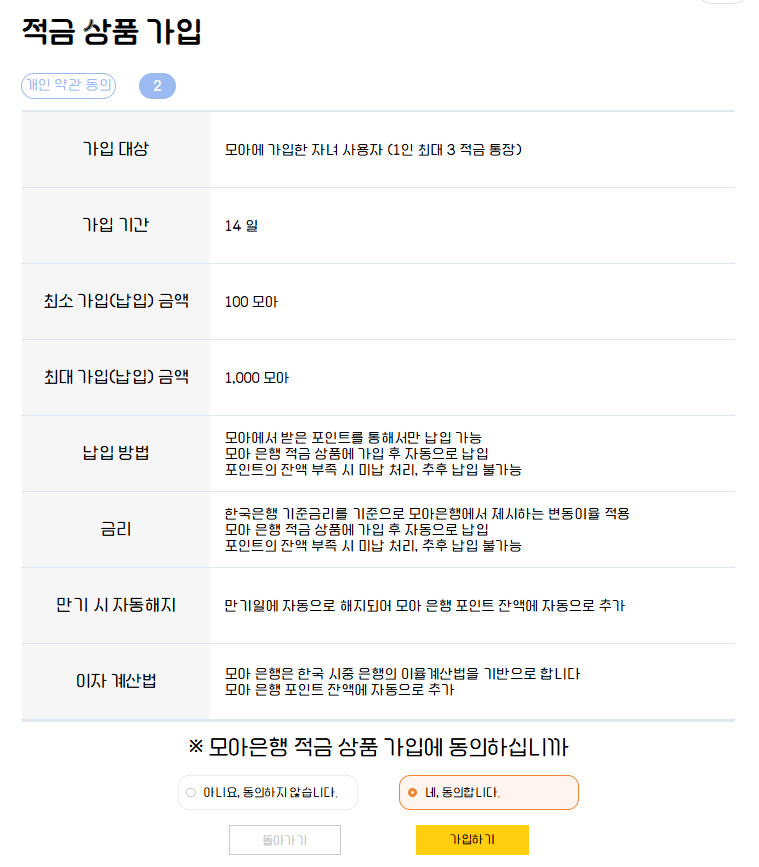 적금 상품 가입
개인 약관 동의 2
가입 대상 모아에 가입한 자녀 사용자 (1인 최대 3 적금 통장)
가입 기간 14 일
최소 가입(납입) 금액 100 모아
최대 가입(납입) 금액 1,000 모아
납입 방법
모아에서 받은 포인트를 통해서만 납입 가능
모아 은행 적금 상품에 가입 후 자동으로 납입
포인트의 잔액 부족 시 미납 처리, 추후 납입 불가능
금리
한국은행 기준금리를 기준으로 모아은행에서 제시하는 변동이율 적용
모아 은행 적금 상품에 가입 후 자동으로 납입
포인트의 잔액 부족 시 미납 처리, 추후 납입 불가능
만기 시 자동해지 만기일에 자동으로 해지되어 모아 은행 포인트 잔액에 자동으로 추가
이자 계산법
모아 은행은 한국 시중 은행의 이율계산법을 기반으로 합니다
모아 은행 포인트 잔액에 자동으로 추가
※ 모아은행 적금 상품 가입에 동의하십니까
아니요, 동의하지 않습니다. 네, 동의합니다.
돌아가기 가입하기